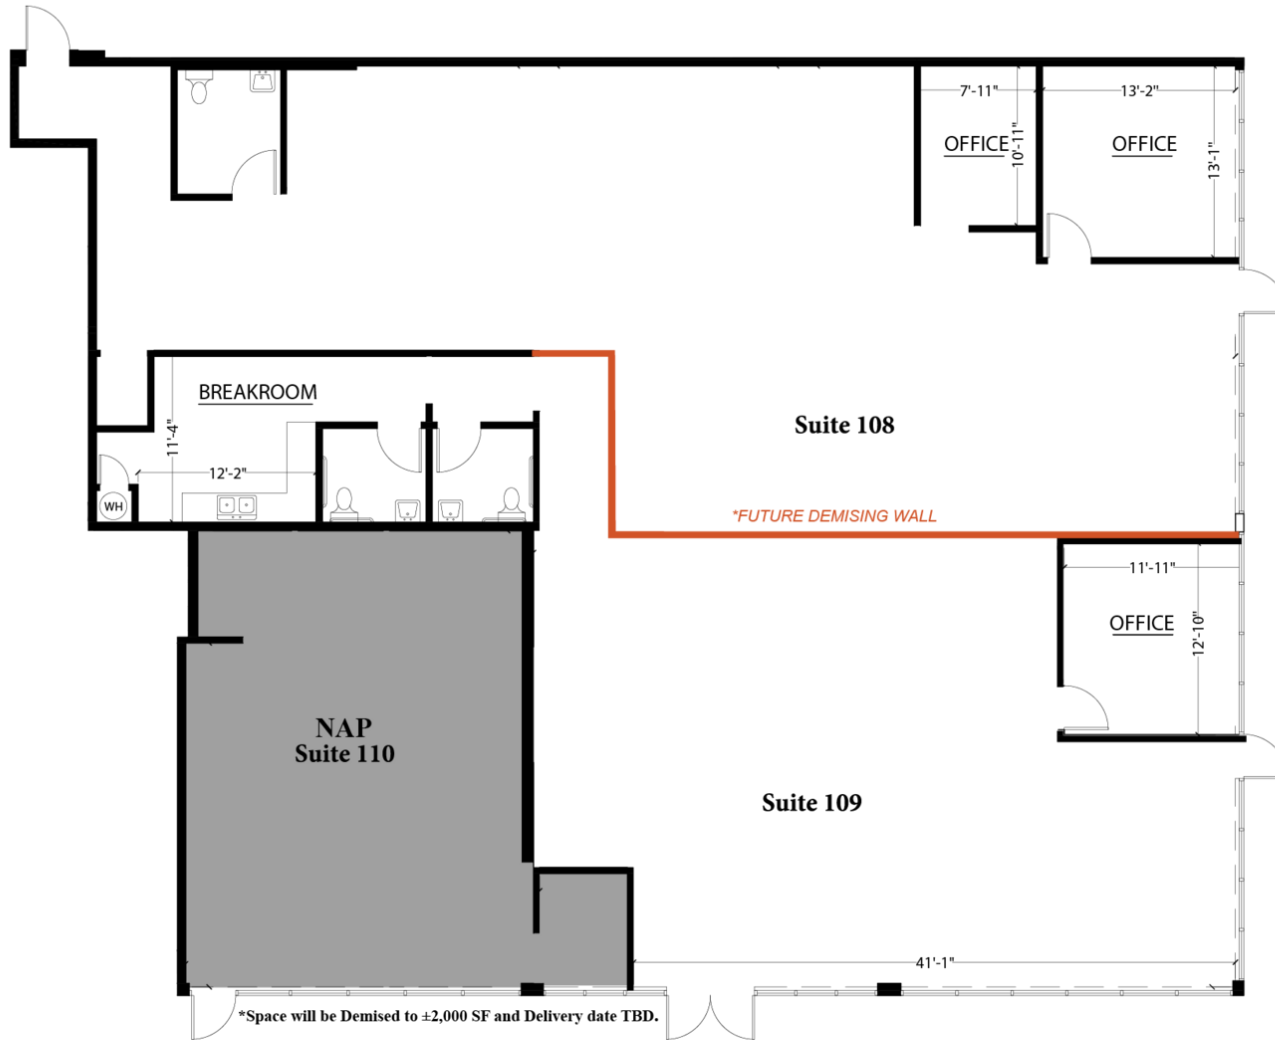 7'-11"
13'-2"
OFFICE
10'-11"
OFFICE
13'-1"
BREAKROOM
11'-4"
12'-2"
WH
Suite 108
*FUTURE DEMISING WALL
11'-11"
OFFICE
12'-10"
NAP
Suite 110
Suite 109
41'-1"
*Space will be Demised to ±2,000 SF and Delivery date TBD.